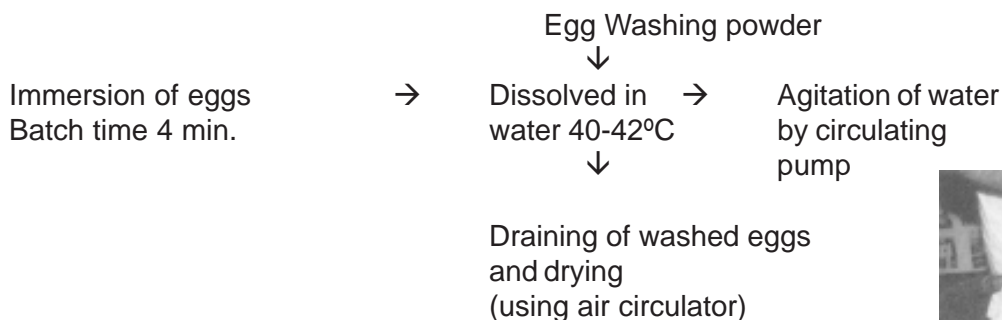 Egg Washing powder
↓
Immersion of eggs → Dissolved in → Agitation of water
Batch time 4 min. water 40-42ºC by circulating
↓ pump
Draining of washed eggs
and drying
(using air circulator)